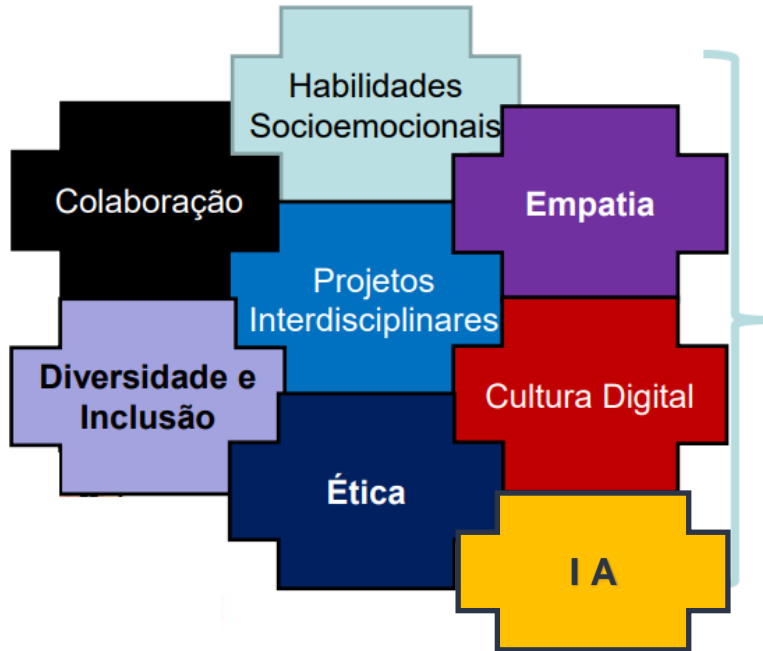 Habilidades
Socioemocionais
Colaboração
Empatia
Projetos
Interdisciplinares
Diversidade e
Inclusão
Cultura Digital
Ética
I A